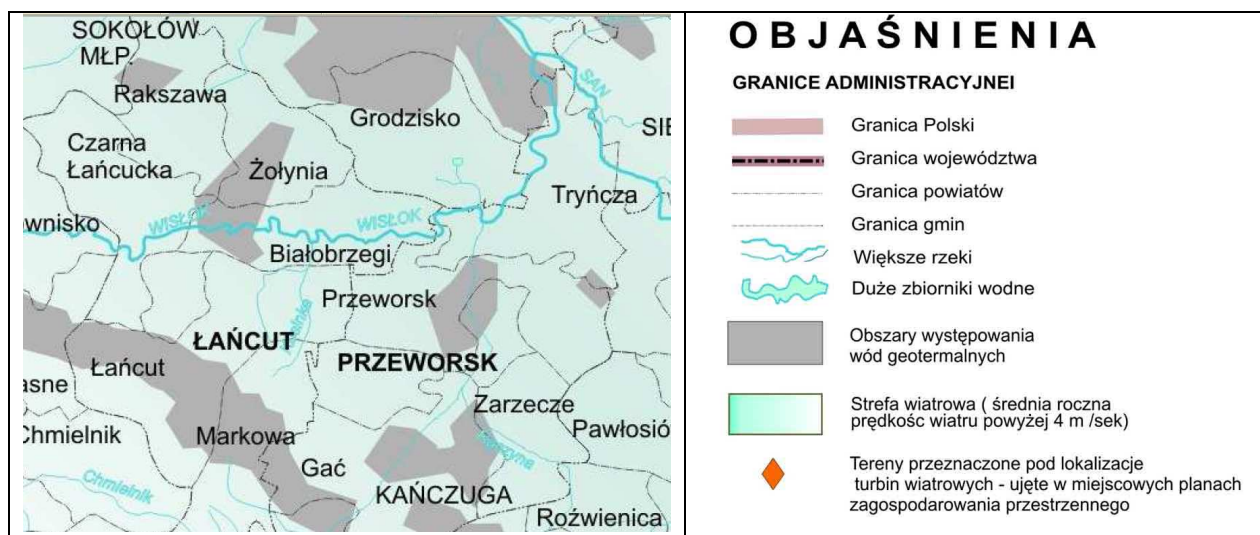 SOKOŁÓW
MŁP.
Rakszawa
Grodzisko
SAN
Czarna
Łańcucka
Żołynia
Tryńcza
WISŁOK
WISŁOK
Białobrzegi
Przeworsk
ŁAŃCUT
PRZEWORSK
Łańcut
Zarzecze
Chmielnik
Markowa
Gać
KAŃCZUGA
Chmielnik
Roźwienica
OBJAŚNIENIA
GRANICE ADMINISTRACYJNEI
Granica Polski
Granica województwa
Granica powiatów
Granica gmin
Większe rzeki
Duże zbiorniki wodne
Obszary występowania
wód geotermalnych
Strefa wiatrowa ( średnia roczna
prędkośc wiatru powyżej 4 m /sek)
Tereny przeznaczone pod lokalizacje
turbin wiatrowych - ujęte w miejscowych planach
zagospodarowania przestrzennego